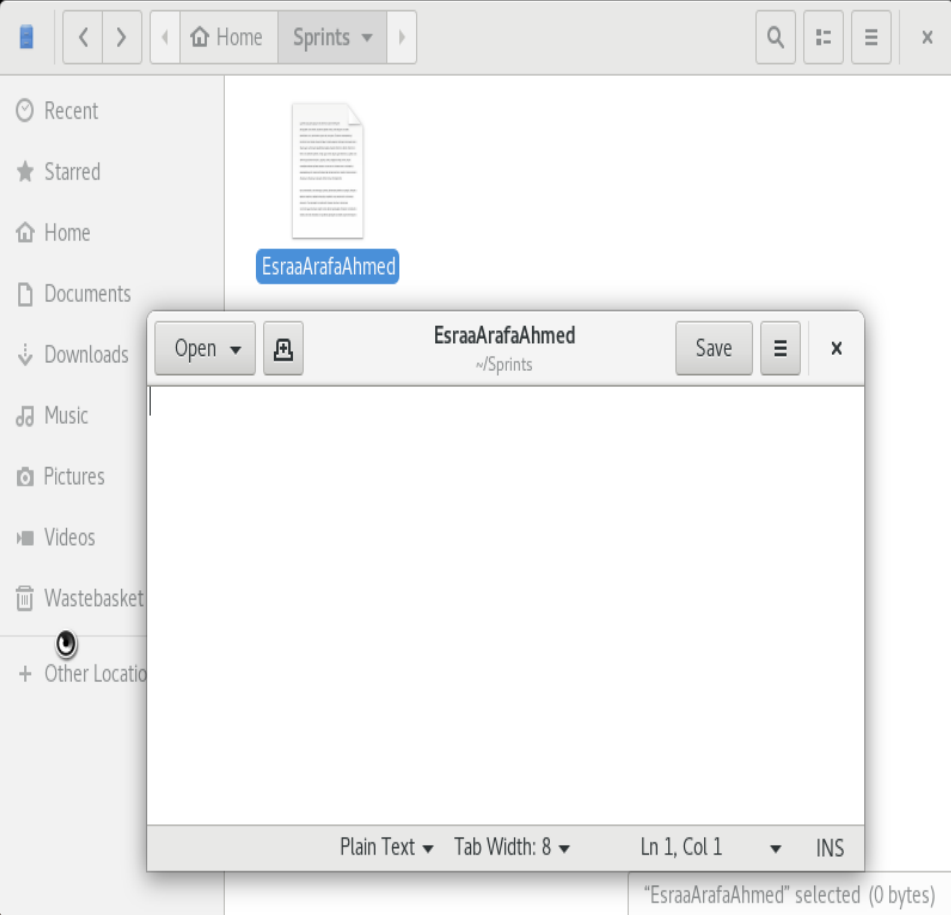 Home Sprints
Recent
Starred
Home
Documents
Downloads
Music
Pictures
Videos
Wastebasket
Other Locatio
EsraaArafaAhmed
Open EsraaArafaAhmed Save
~/Sprints
Plain Text Tab Width: 8 Ln 1, Col 1 INS
“EsraaArafaAhmed” selected (0 bytes)